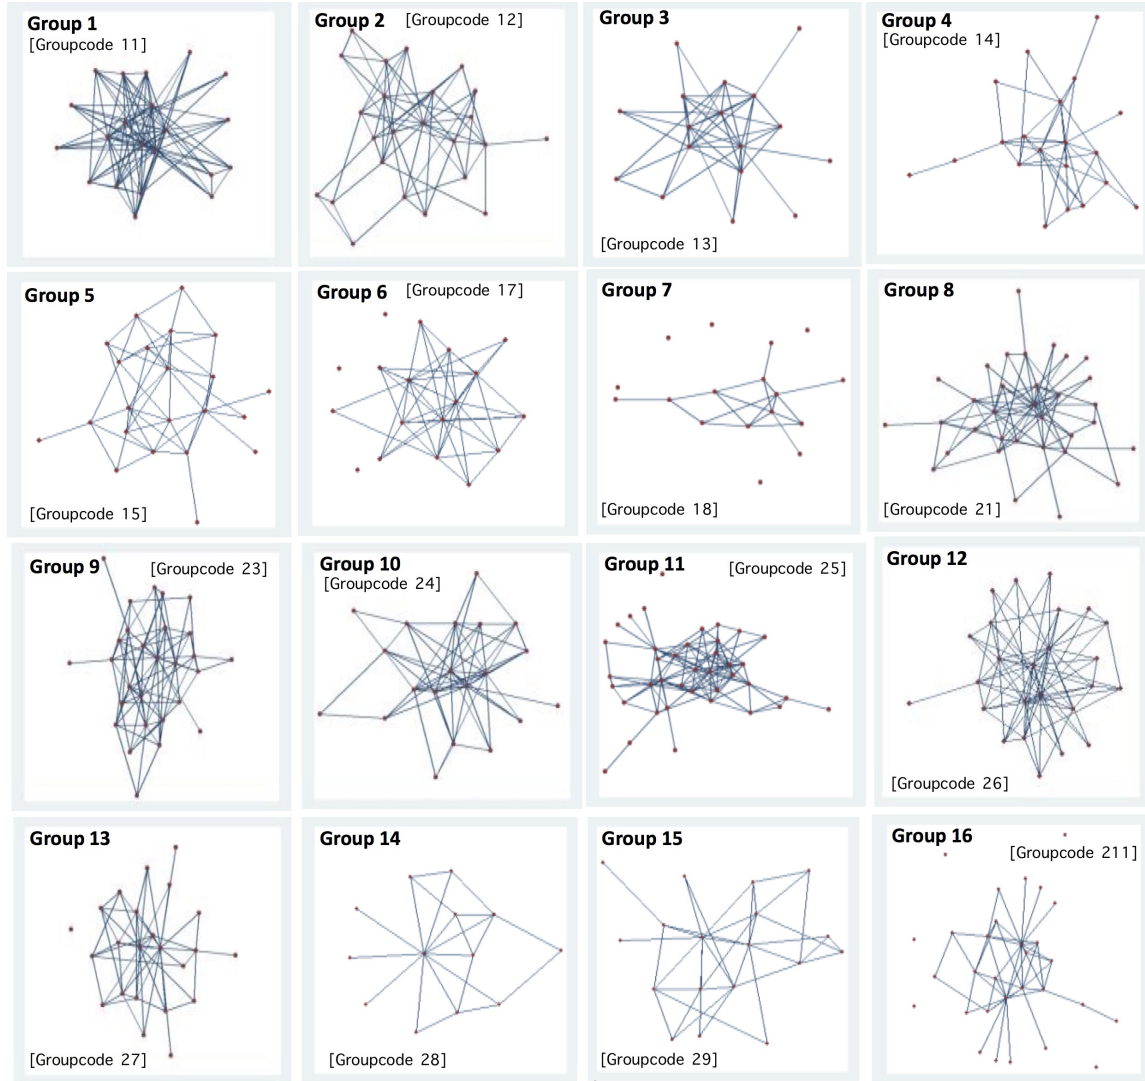 Group 1
[Groupcode 11]
Group 2 [Groupcode 12]
Group 3
[Groupcode 13]
Group 4
[Groupcode 14]
Group 5
[Groupcode 15]
Group 6 [Groupcode 17]
Group 7
[Groupcode 18]
Group 8
[Groupcode 21]
Group 9 [Groupcode 23]
Group 10
[Groupcode 24]
Group 11 [Groupcode 25]
Group 12
[Groupcode 26]
Group 13
[Groupcode 27]
Group 14
[Groupcode 28]
Group 15
[Groupcode 29]
Group 16
[Groupcode 211]